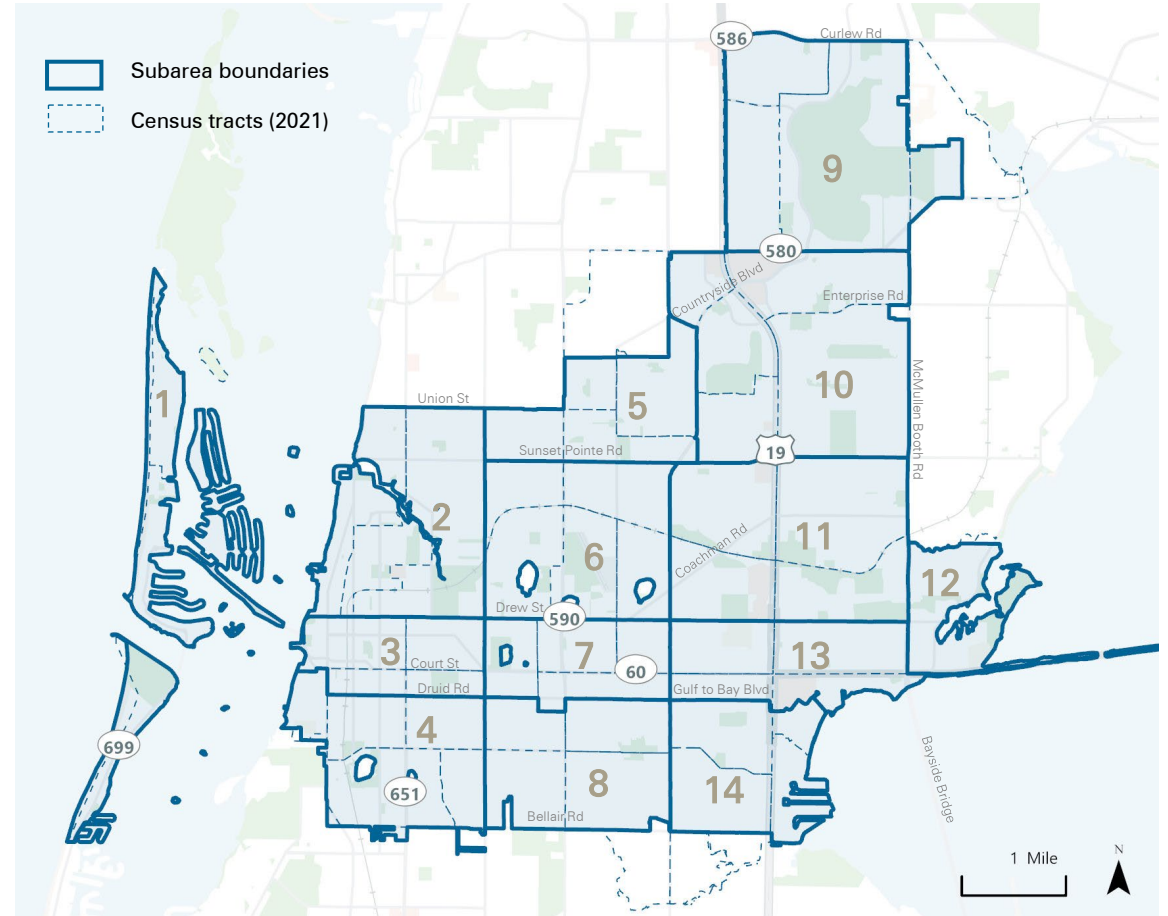 586
Curlew Rd
Subarea boundaries
Census tracts (2021)
9
580
Countryside Blvd
Enterprise Rd
1
10
McMullen Booth Rd
Union St
5
Sunset Pointe Rd
19
2
Coachman Rd
11
6
12
Drew St
590
3
Court St
7
60
13
Druid Rd
Gulf to Bay Blvd
699
4
651
8
14
Bellair Rd
Bayside Bridge
1 Mile
N